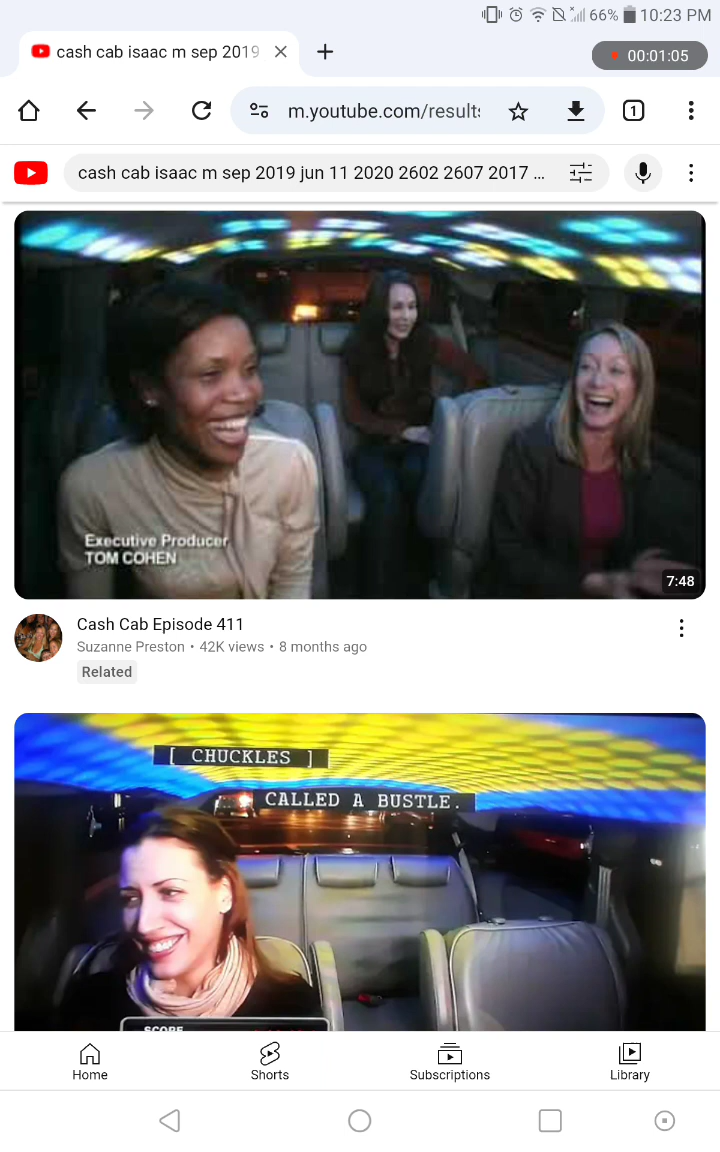 66% 10:23 PM
cash cab isaac m sep 2019
00:01:05
m.youtube.com/results
1
cash cab isaac m sep 2019 jun 11 2020 2602 2607 2017 ...
Executive Producer
TOM COHEN
7:48
Cash Cab Episode 411
Suzanne Preston • 42K views • 8 months ago
Related
[ CHUCKLES ]
CALLED A BUSTLE.
SCORE
Home Shorts Subscriptions Library